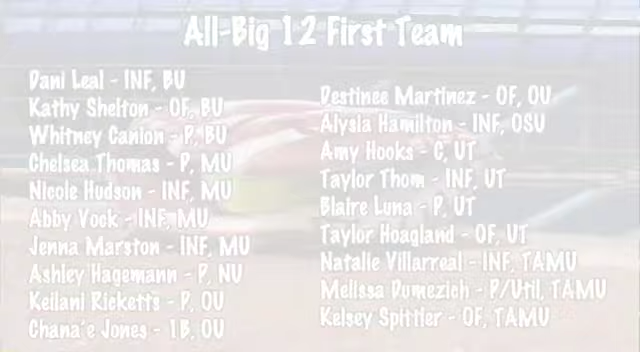 All-Big 12 First Team
Dani Leal - INF, BU
Kathy Shelton - OF, BU
Whitney Canion - P, BU
Chelsea Thomas - P, MU
Nicole Hudson - INF, MU
Abby Vock - INF, MU
Jenna Marston - INF, MU
Ashley Hagemann - P, NU
Keilani Ricketts - P, OU
Chana'e Jones - 1B, OU
Destinee Martinez - OF, OU
Alysia Hamilton - INF, OSU
Amy Hooks - C, UT
Taylor Thom - INF, UT
Blaire Luna - P, UT
Taylor Hoagland - OF, UT
Natalie Villarreal - INF, TAMU
Melissa Dumezich - P/Util, TAMU
Kelsey Spittler - OF, TAMU